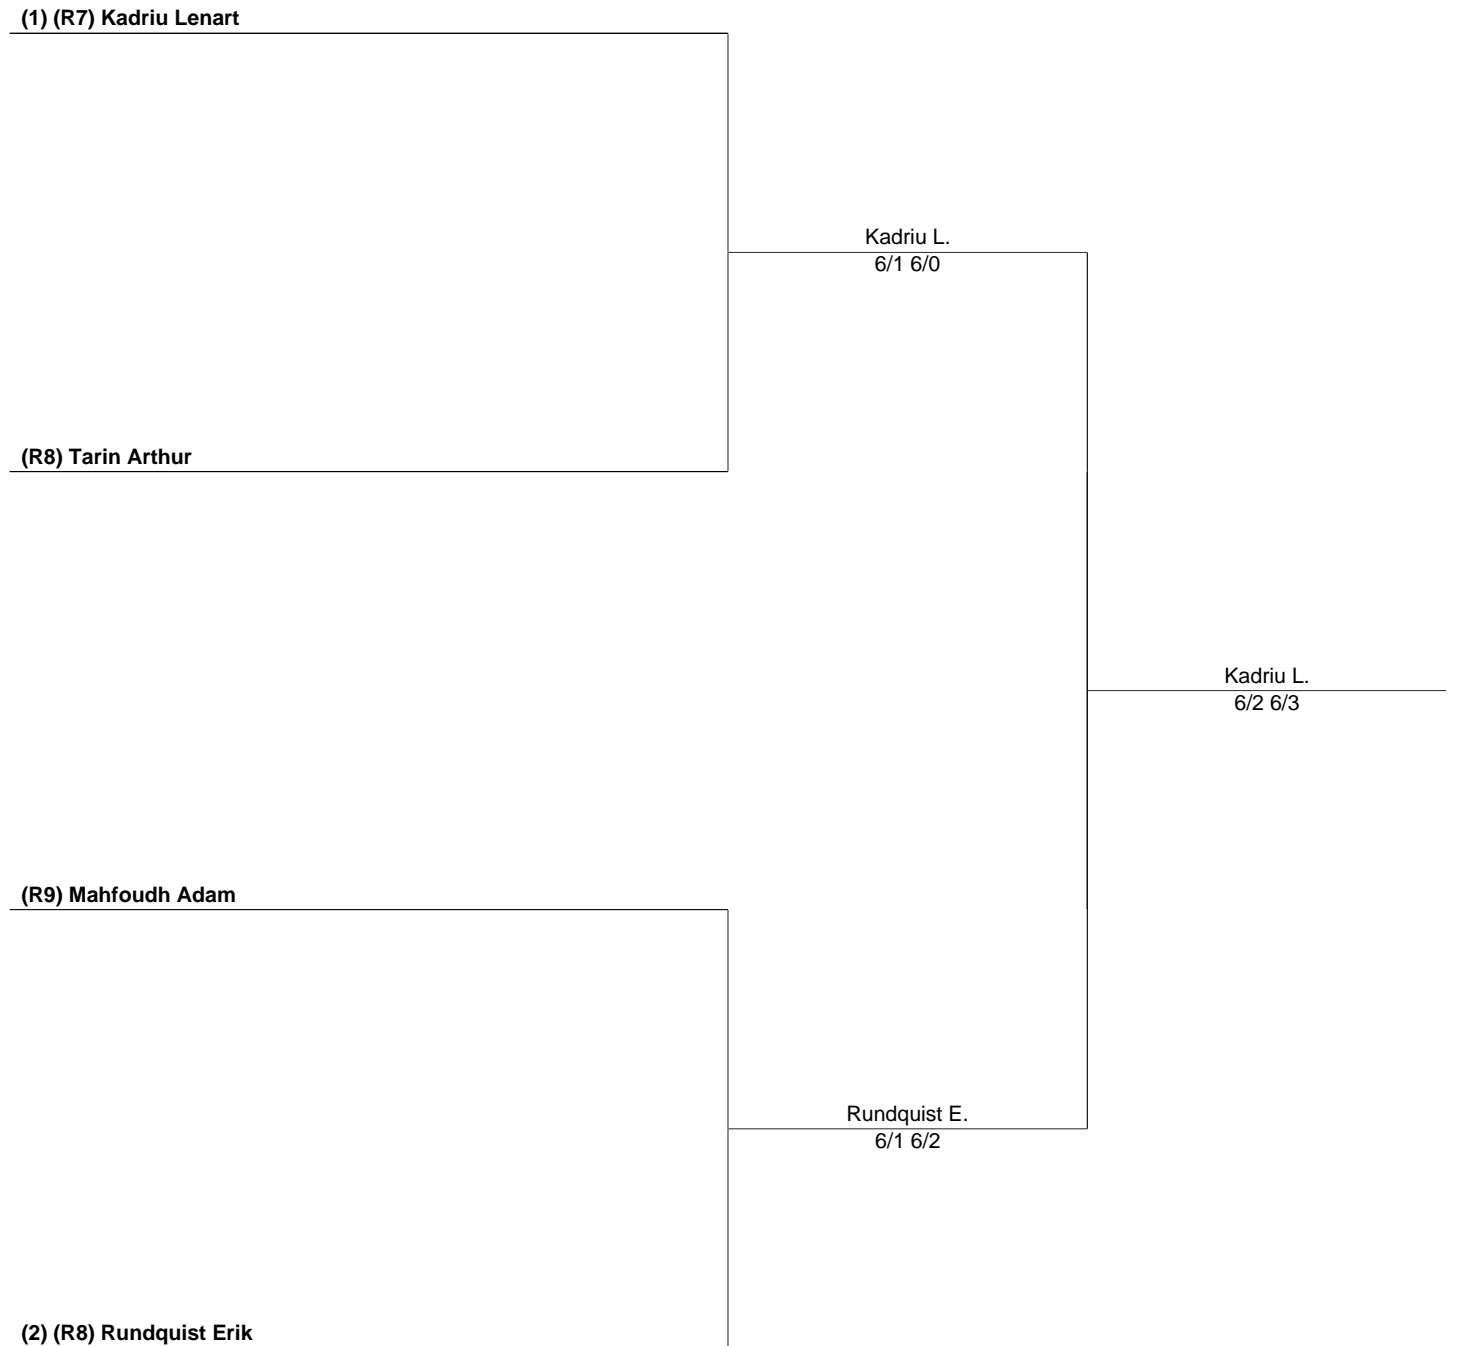 (1) (R7) Kadriu Lenart
Kadriu L.
6/1 6/0
(R8) Tarin Arthur
Kadriu L.
6/2 6/3
(R9) Mahfoudh Adam
Rundquist E.
6/1 6/2
(2) (R8) Rundquist Erik